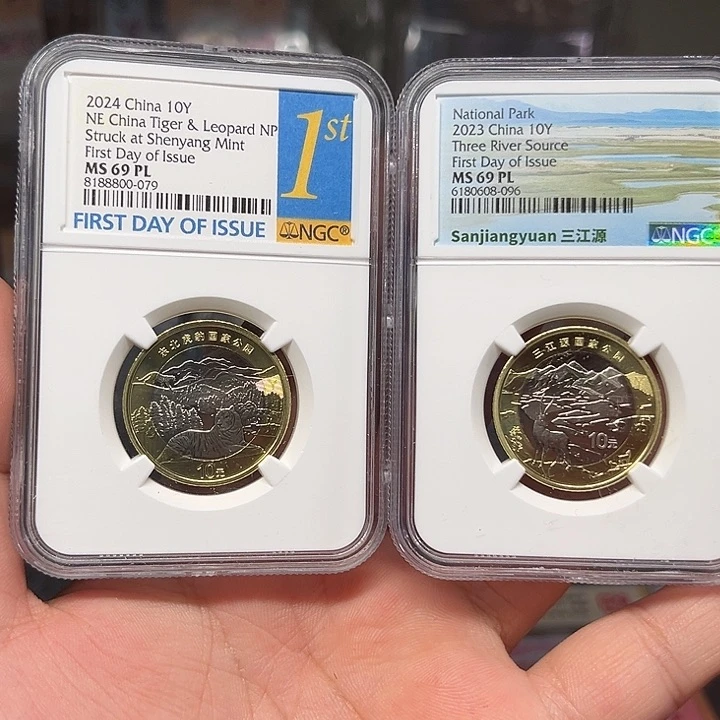 2024 China 10Y
NE China Tiger & Leopard NP
Struck at Shenyang Mint
First Day of Issue
MS 69 PL
8188800-079
FIRST DAY OF ISSUE
1st
NGC®
东北虎豹国家公园
10元
National Park
2023 China 10Y
Three River Source
First Day of Issue
MS 69 PL
6180608-096
Sanjiangyuan 三江源
NGC
三江源国家公园
10元